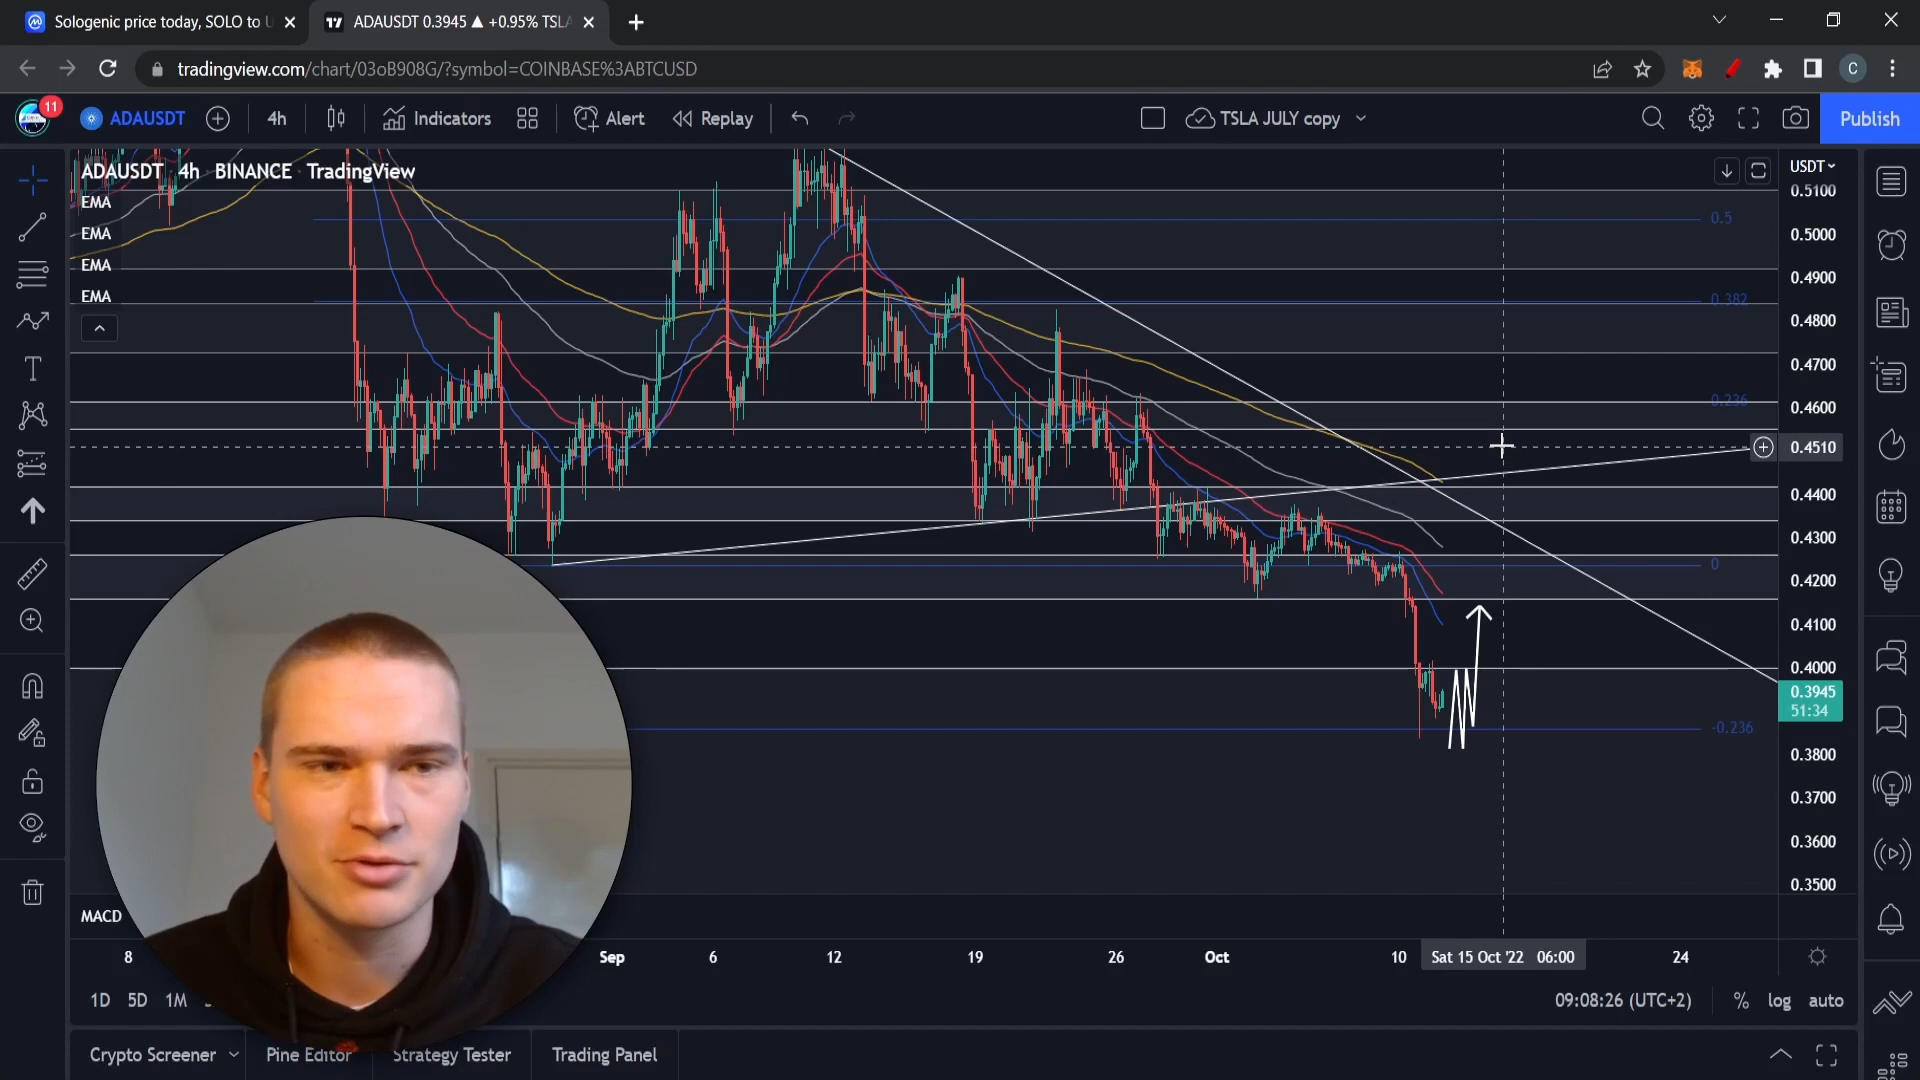 Sologenic price today, SOLO to U
ADAUSDT 0.3945 ▲ +0.95% TSLA
tradingview.com/chart/03oB908G/?symbol=COINBASE%3ABTCUSD
C
11
ADAUSDT
4h
Indicators
Alert
Replay
TSLA JULY copy
Publish
ADAUSDT 4h BINANCE TradingView
USDT
EMA
EMA
EMA
EMA
0.5100
0.5000
0.4900
0.4800
0.4700
0.4600
0.4510
0.4400
0.4300
0.4200
0.4100
0.4000
0.3945
51:34
0.3800
0.3700
0.3600
0.3500
0.5
0.382
0.236
0
-0.236
MACD
8
Sep
6
12
19
26
Oct
10
Sat 15 Oct '22 06:00
24
1D 5D 1M
09:08:26 (UTC+2)
% log auto
Crypto Screener
Pine Editor
Strategy Tester
Trading Panel